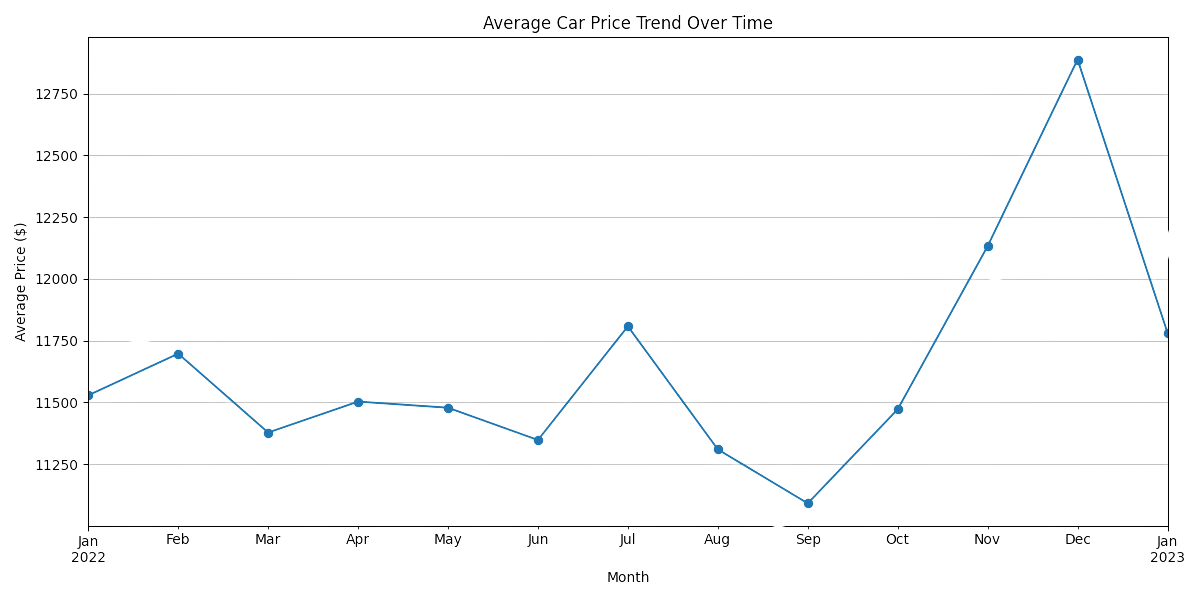 Average Car Price Trend Over Time
Average Price ($)
12750
12500
12250
12000
11750
11500
11250
Jan Feb Mar Apr May Jun Jul Aug Sep Oct Nov Dec Jan
2022 2023
Month